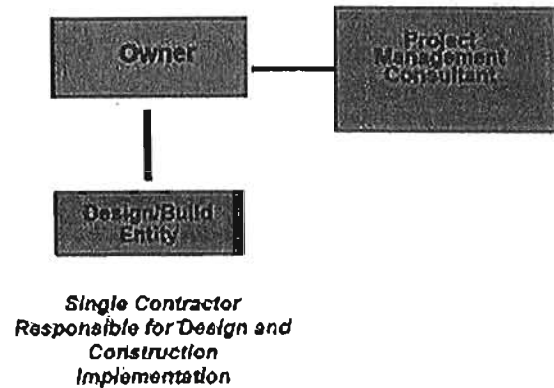 Owner
Project
Management
Consultant
Design/Build
Entity
Single Contractor
Responsible for Design and
Construction
Implementation